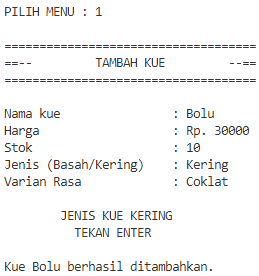 PILIH MENU : 1
====================================
==-- TAMBAH KUE --==
====================================
Nama kue : Bolu
Harga : Rp. 30000
Stok : 10
Jenis (Basah/Kering) : Kering
Varian Rasa : Coklat
JENIS KUE KERING
TEKAN ENTER
Kue Bolu berhasil ditambahkan.